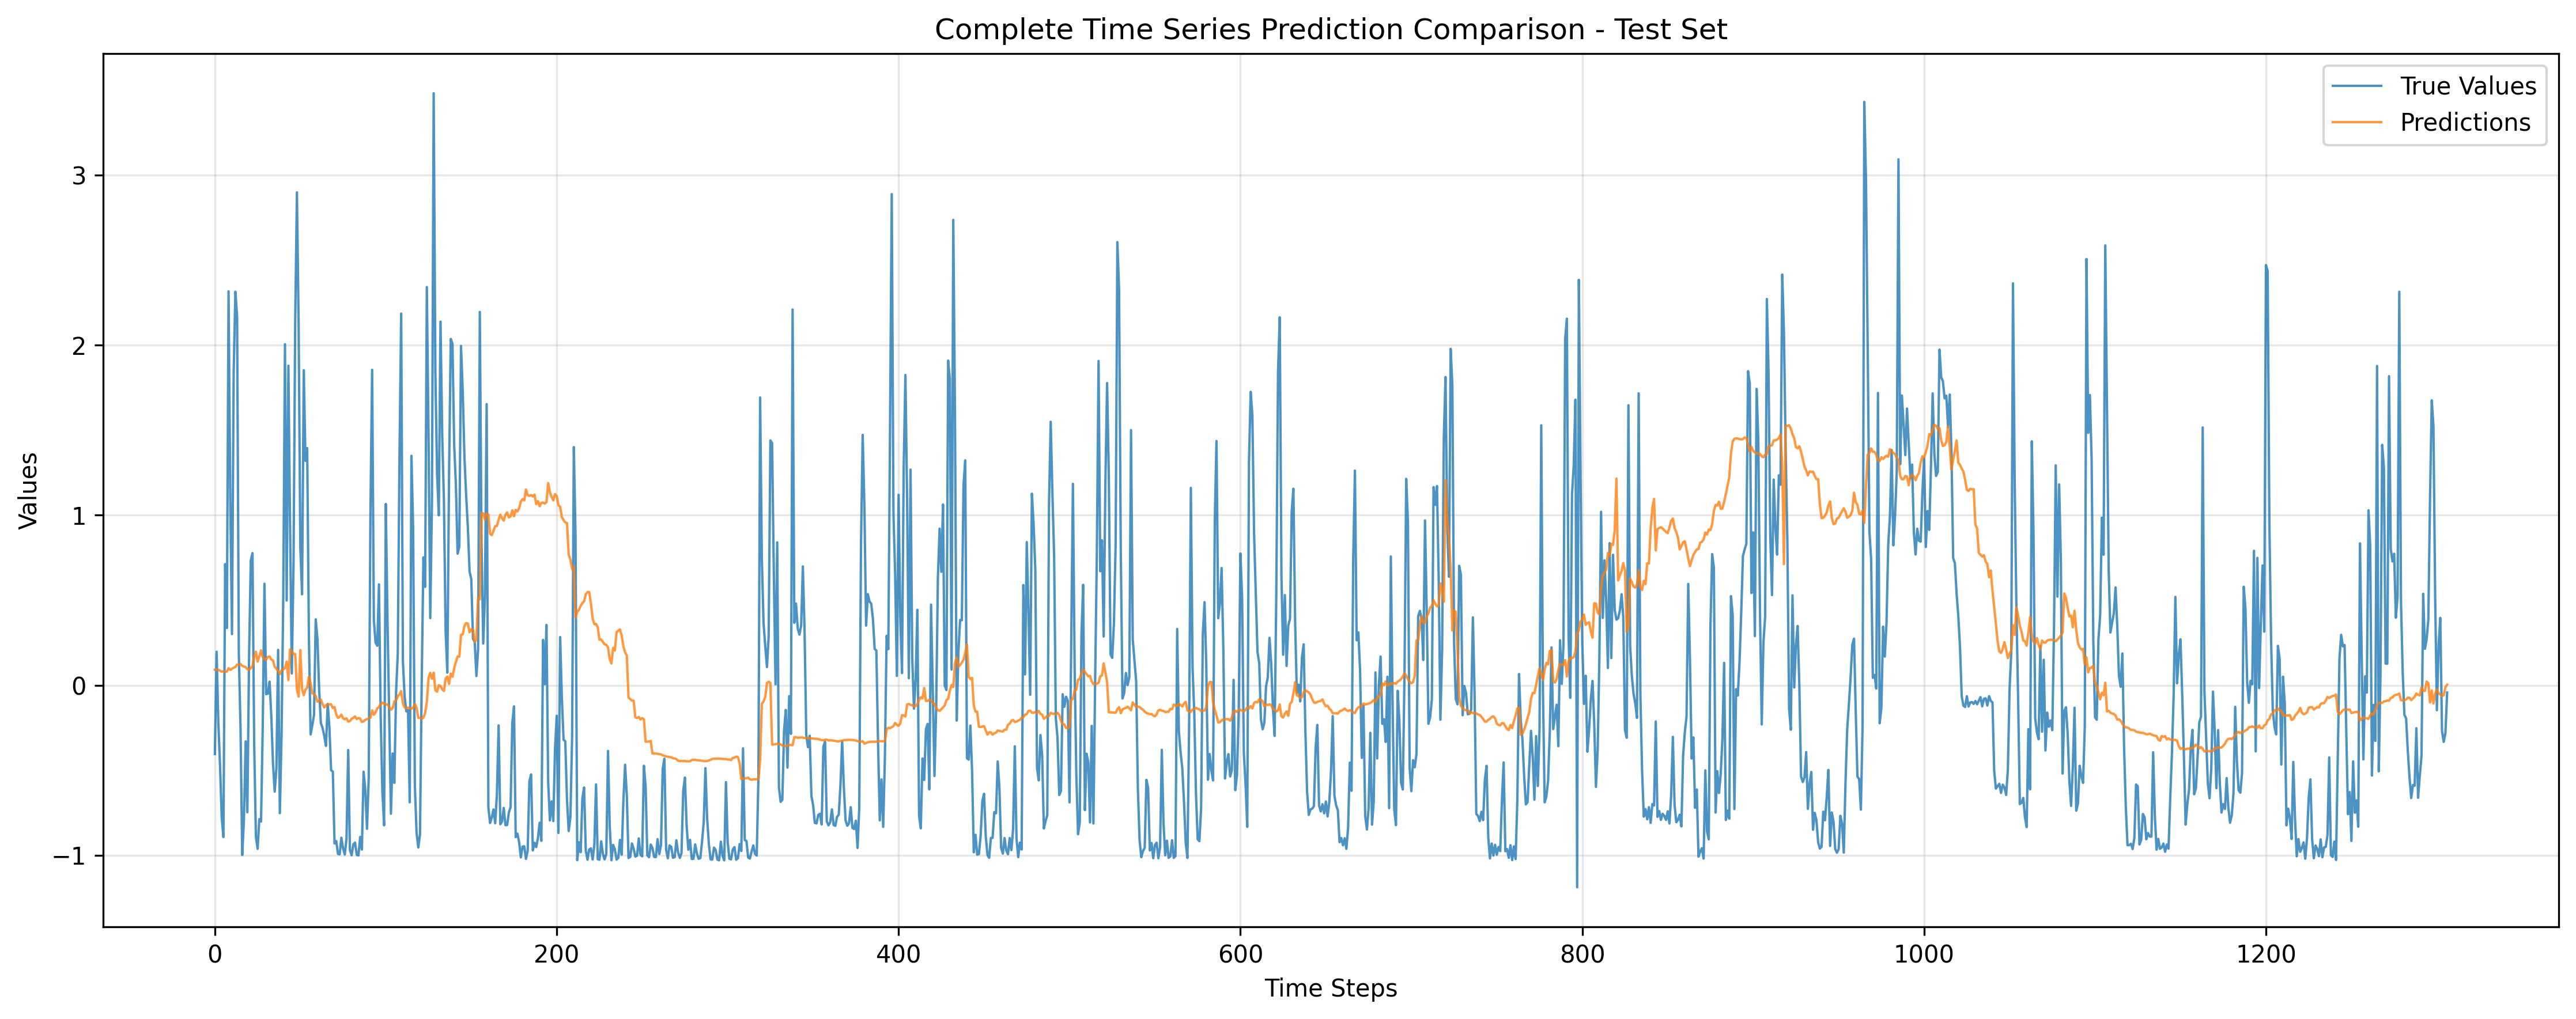 Complete Time Series Prediction Comparison - Test Set
True Values
Predictions
Values
3
2
1
0
−1
0
200
400
600
800
1000
1200
Time Steps